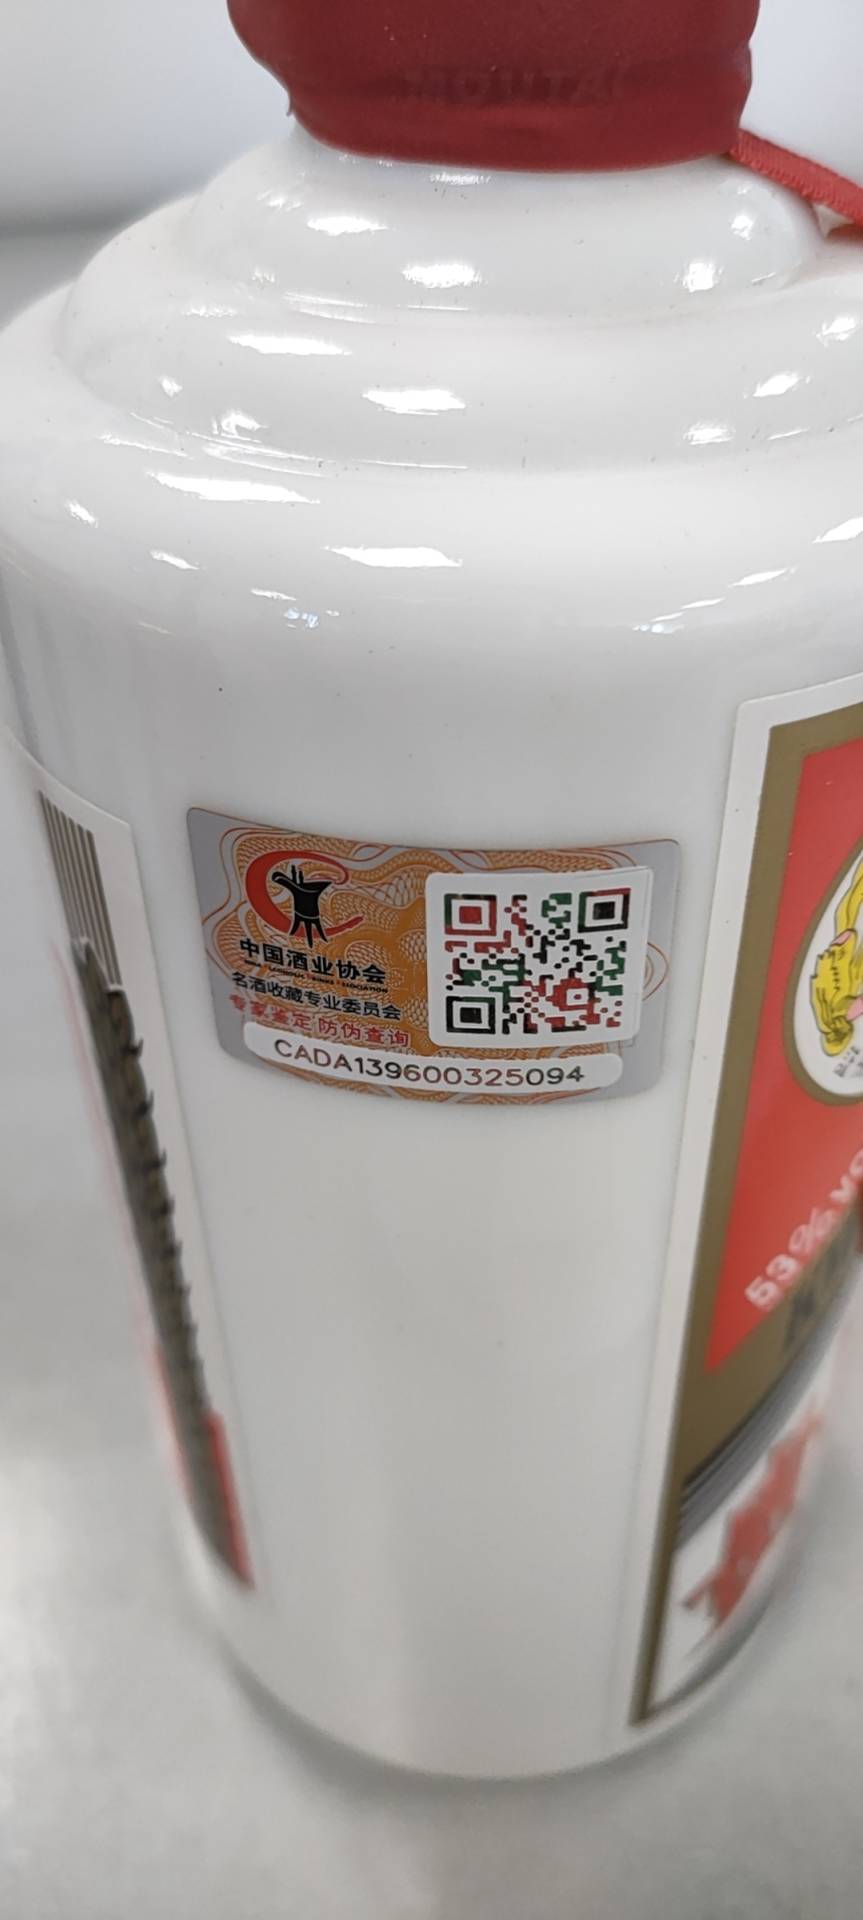 MOUTAI
中国酒业协会
名酒收藏专业委员会
专家鉴定 防伪查询
CADA139600325094
53%